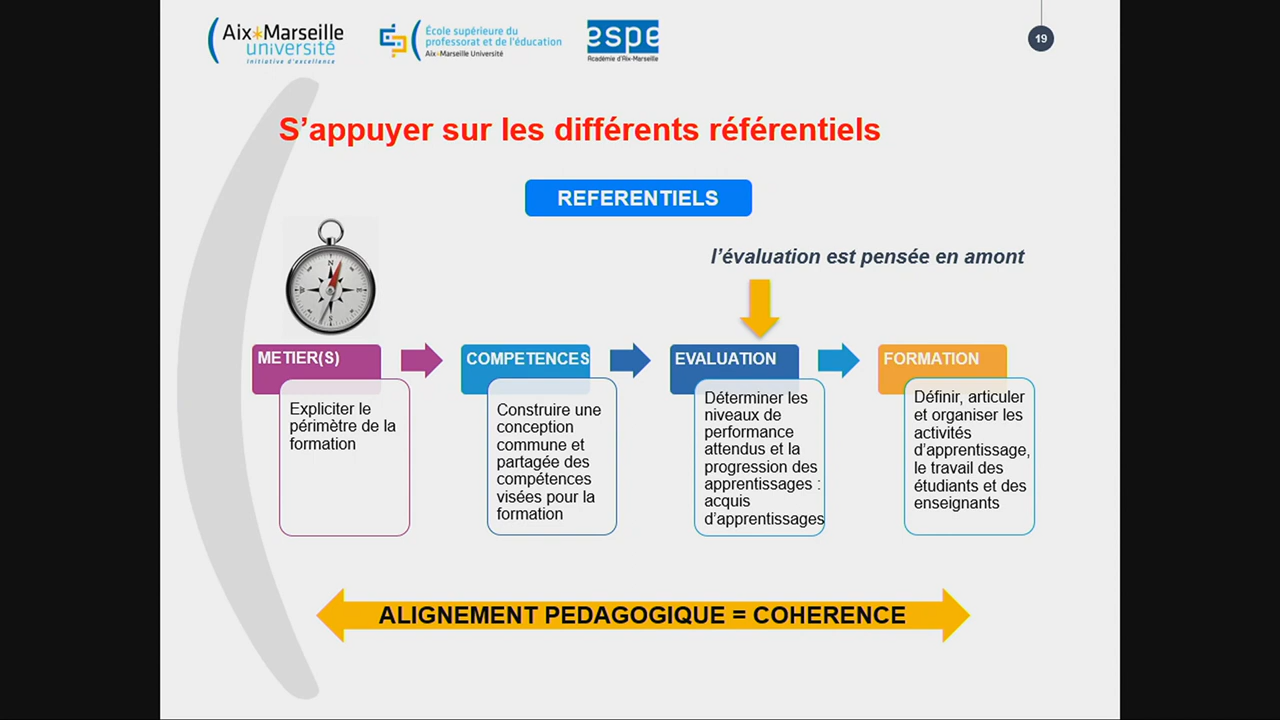 Aix*Marseille
université
Initiative d'excellence
École supérieure du
professorat et de l'éducation
Aix*Marseille Université
espe
Académie d'Aix-Marseille
19
S'appuyer sur les différents référentiels
REFERENTIELS
l'évaluation est pensée en amont
N
METIER(S)
Expliciter le
périmètre de la
formation
COMPETENCES
Construire une
conception
commune et
partagée des
compétences
visées pour la
formation
EVALUATION
Déterminer les
niveaux de
performance
attendus et la
progression des
apprentissages :
acquis
d'apprentissages
FORMATION
Définir, articuler
et organiser les
activités
d'apprentissage,
le travail des
étudiants et des
enseignants
ALIGNEMENT PEDAGOGIQUE = COHERENCE